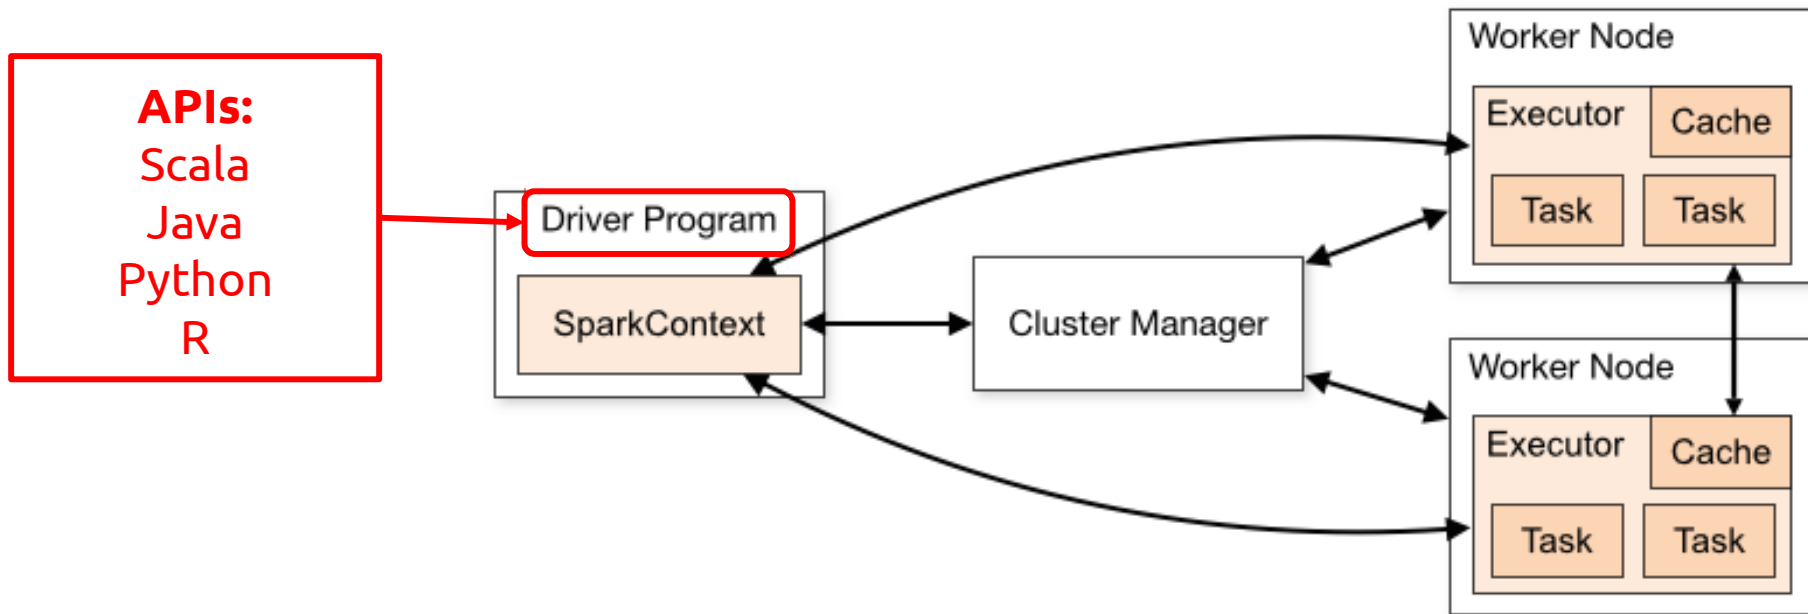 APIs:
Scala
Java
Python
R
Driver Program
SparkContext
Cluster Manager
Worker Node
Executor
Cache
Task
Task
Worker Node
Executor
Cache
Task
Task